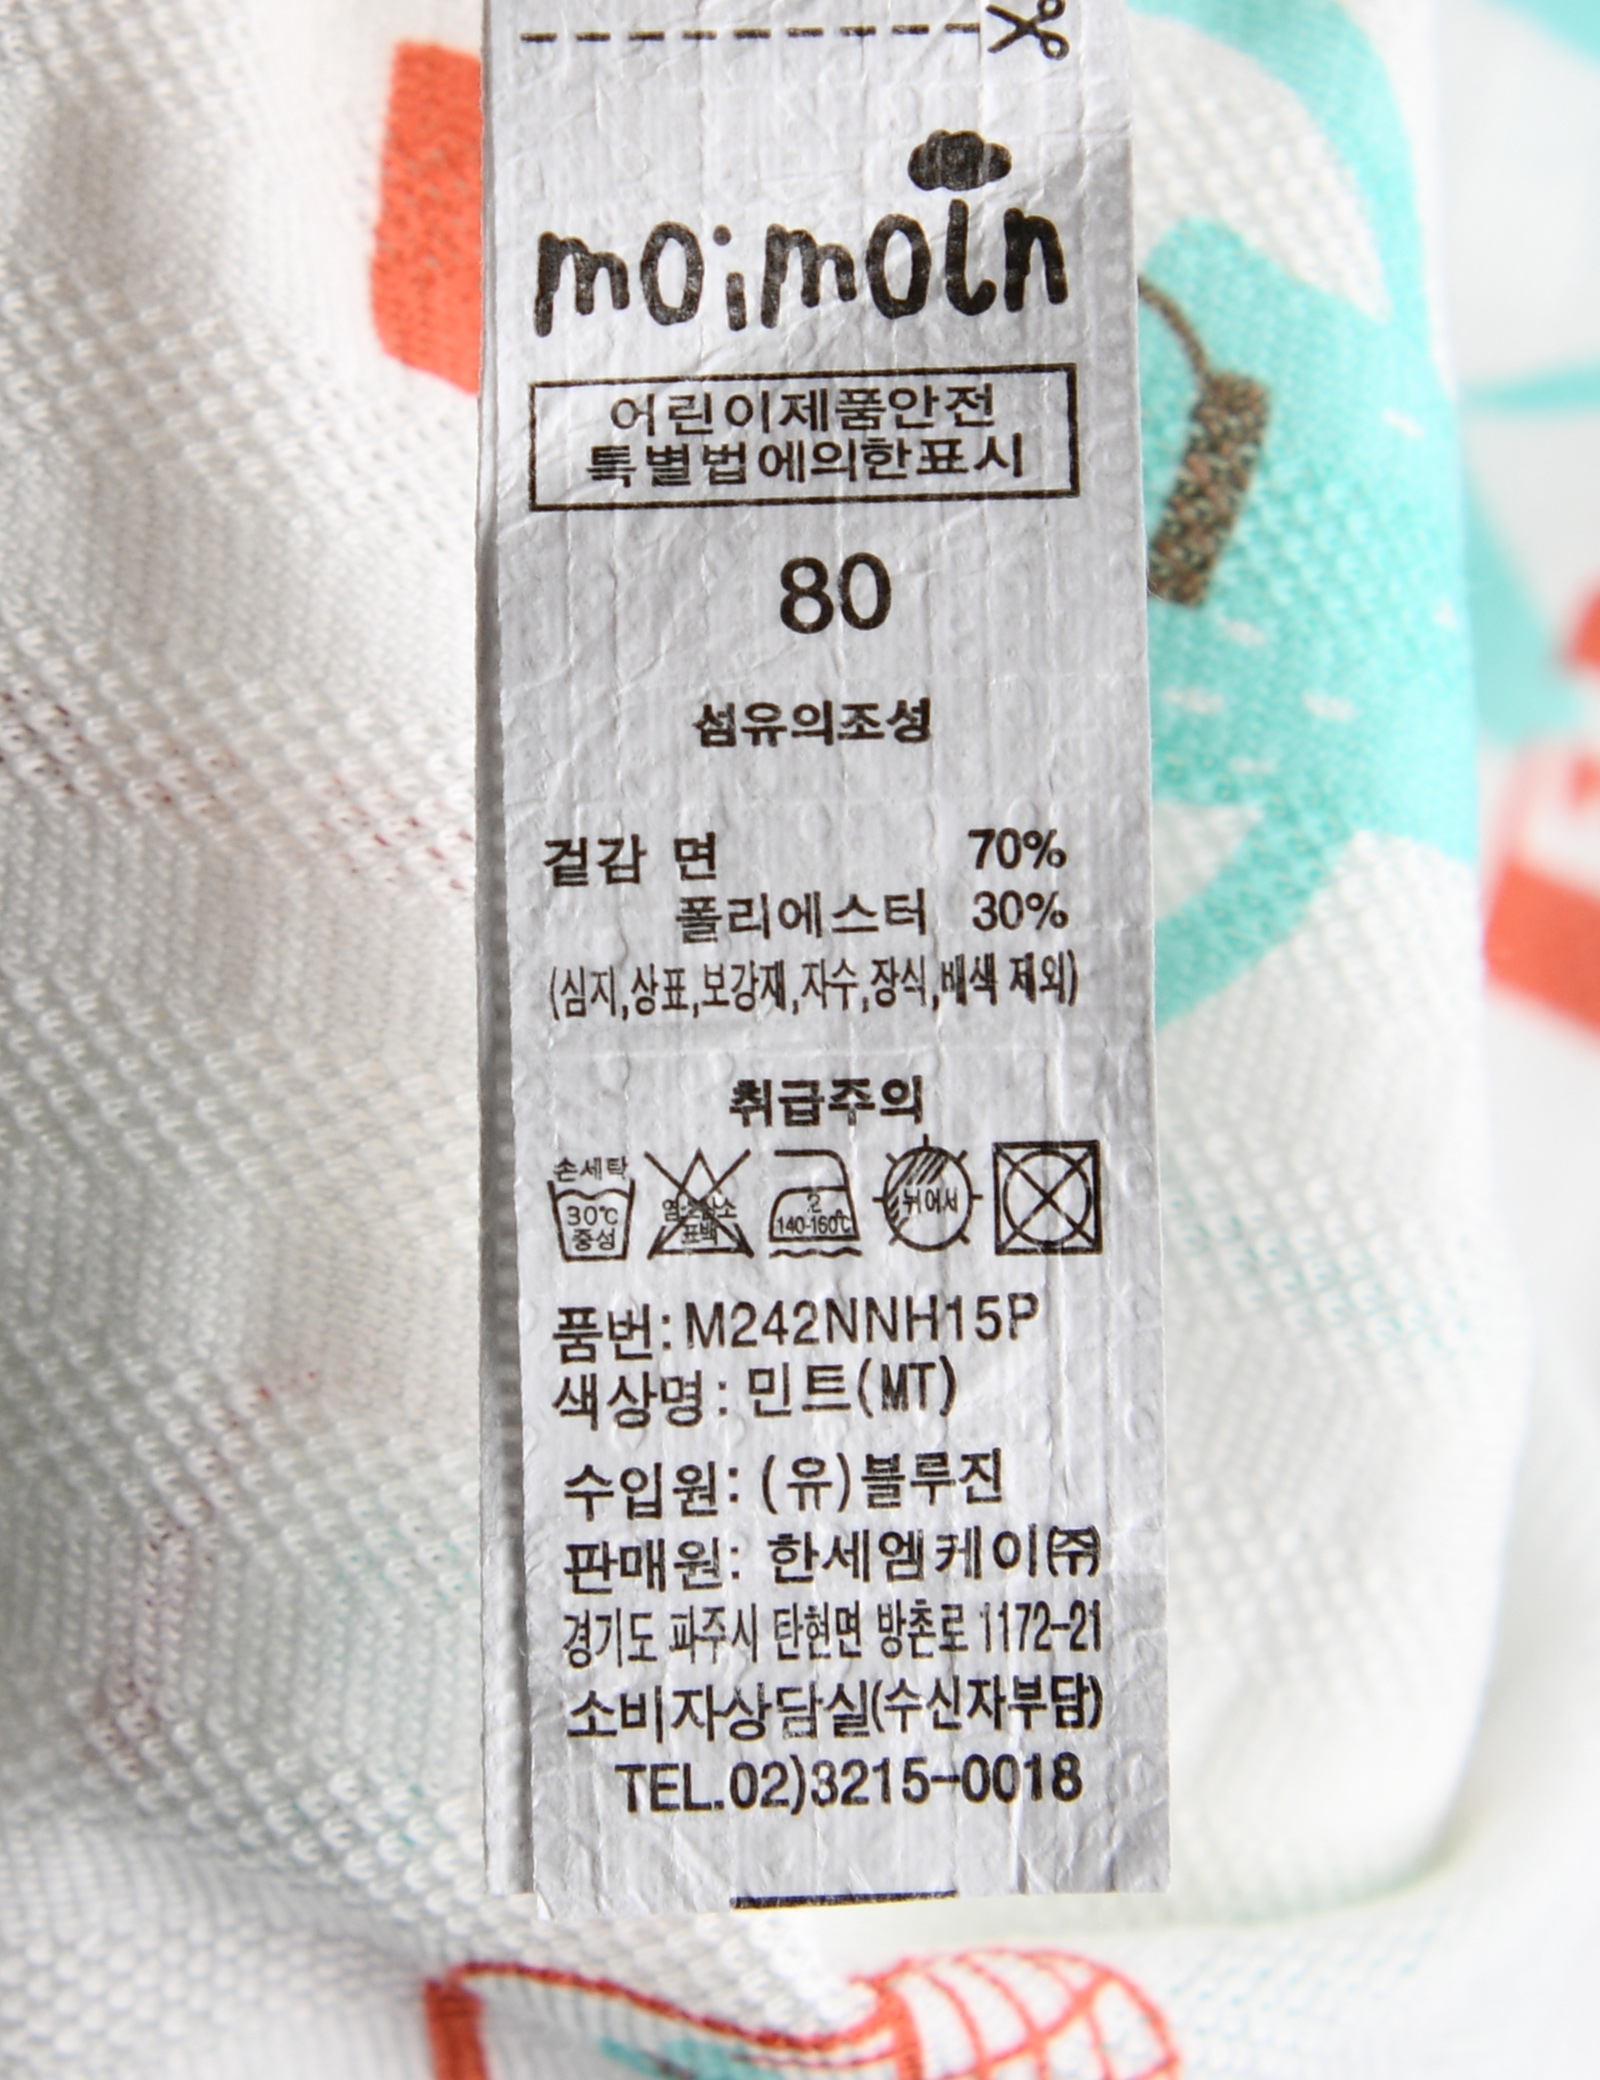 moimoln
어린이제품안전
특별법에의한표시
80
섬유의조성
겉감 면 70%
폴리에스터 30%
(심지,상표,보강재,자수,장식,배색 제외)
취급주의
손세탁
30℃
중성
염소산소
표백
2
140-160℃
뉘어서
품번: M242NNH15P
색상명: 민트(MT)
수입원: (유)블루진
판매원: 한세엠케이㈜
경기도 파주시 탄현면 방촌로 1172-21
소비자상담실(수신자부담)
TEL.02)3215-0018